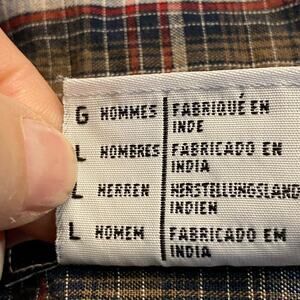 G HOMMES FABRIQUÉ EN
INDE
L HOMBRES FABRICADO EN
INDIA
L HERREN HERSTELLUNGSLAND
INDIEN
L HOMEM FABRICADO EM
INDIA